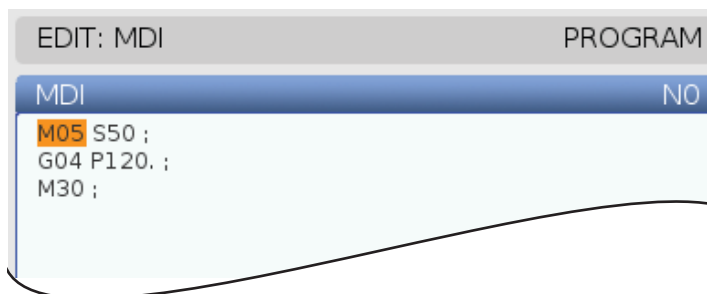 EDIT: MDI PROGRAM
MDI N0
M05 S50 ;
G04 P120. ;
M30 ;